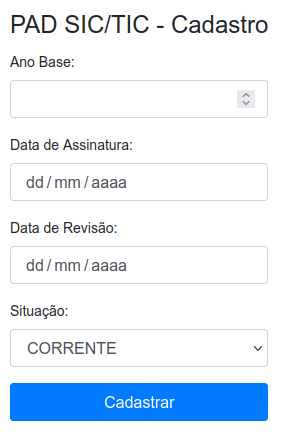 PAD SIC/TIC - Cadastro
Ano Base:
Data de Assinatura:
dd/mm/aaaa
Data de Revisão:
dd/mm/aaaa
Situação:
CORRENTE
Cadastrar